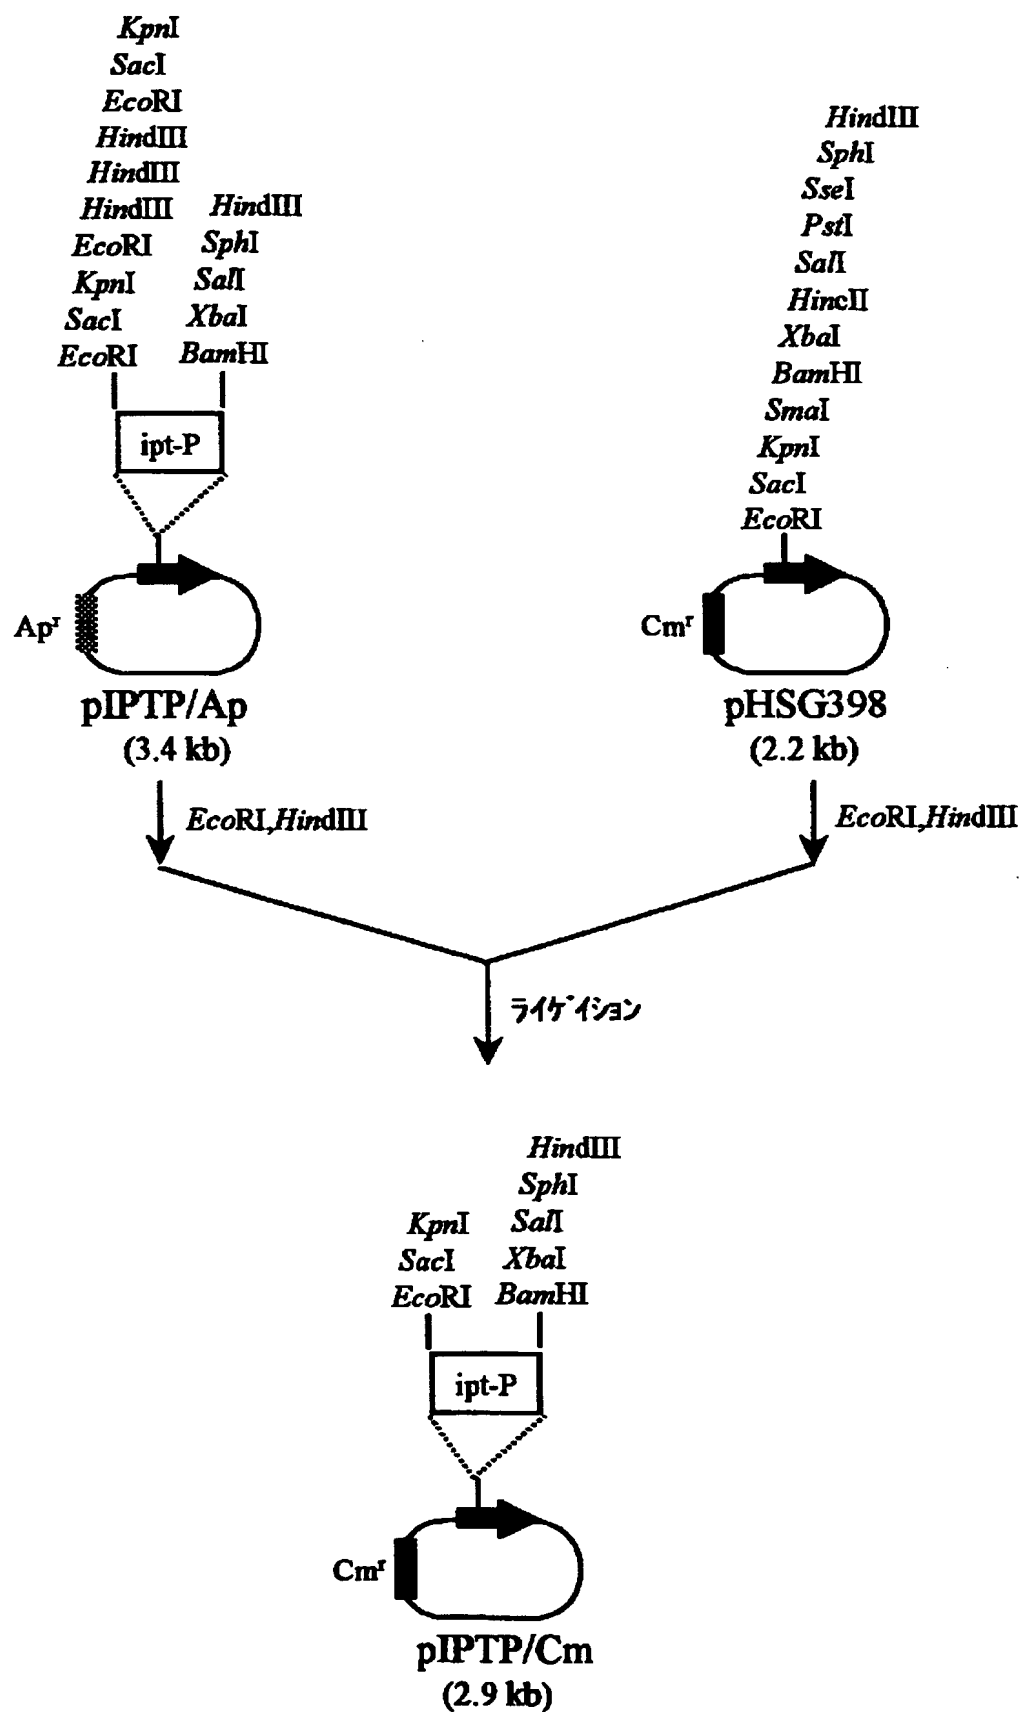 KpnI
SacI
EcoRI
HindIII
HindIII
HindIII
EcoRI
KpnI
SacI
EcoRI
HindIII
SphI
SalI
XbaI
BamHI
ipt-P
Apʳ
pIPTP/Ap
(3.4 kb)
EcoRI,HindIII
HindIII
SphI
SseI
PstI
SalI
HincII
XbaI
BamHI
SmaI
KpnI
SacI
EcoRI
Cmʳ
pHSG398
(2.2 kb)
EcoRI,HindIII
ライゲイション
KpnI
SacI
EcoRI
HindIII
SphI
SalI
XbaI
BamHI
ipt-P
Cmʳ
pIPTP/Cm
(2.9 kb)